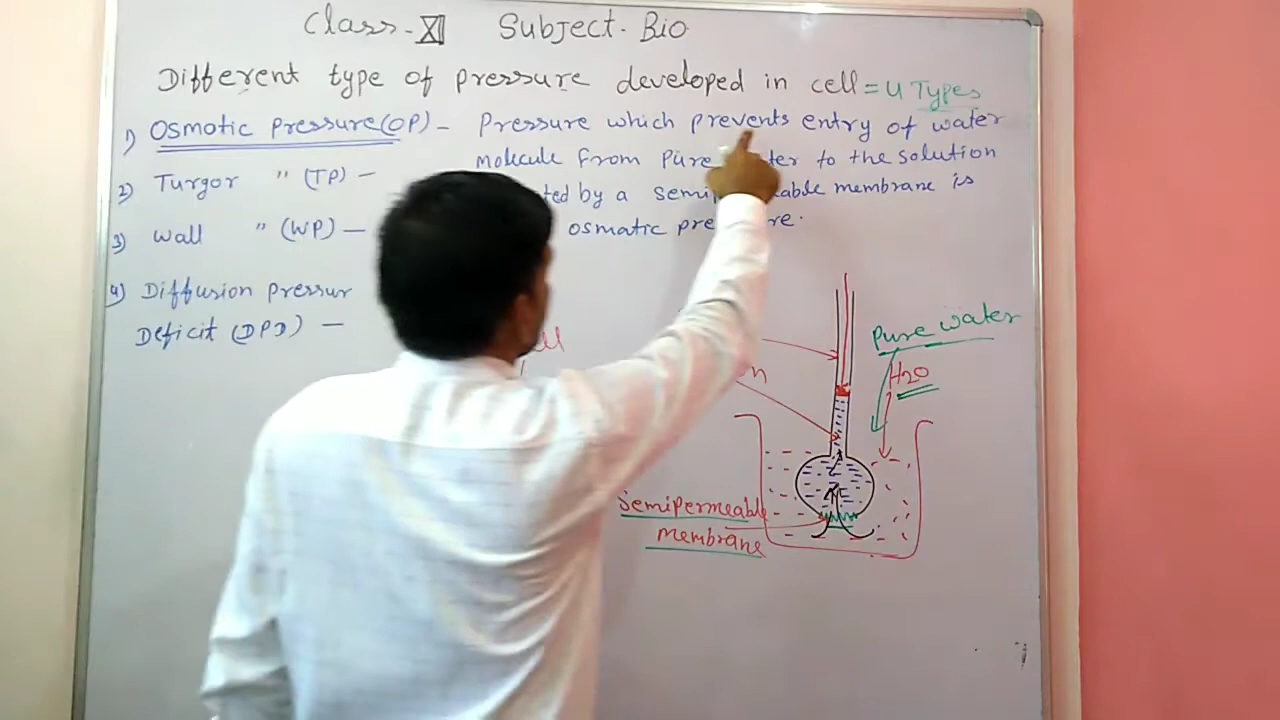 Class-XI Subject. Bio
Different type of pressure developed in cell = 4 Types
1) Osmotic Pressure (OP) - Pressure which prevents entry of water
molecule from pure to the solution
2) Turgor " (TP) - by a membrane is
3) Wall " (WP) - osmatic
4) Diffusion Pressur
Deficit (DPD) -
Pure water
H2O
Semipermeable
membrane